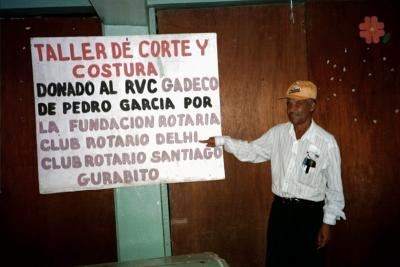 TALLER DE CORTE Y
COSTURA
DONADO AL RVC GADECO
DE PEDRO GARCIA POR
LA FUNDACION ROTARIA
CLUB ROTARIO DELHI
CLUB ROTARIO SANTIAGO
GURABITO